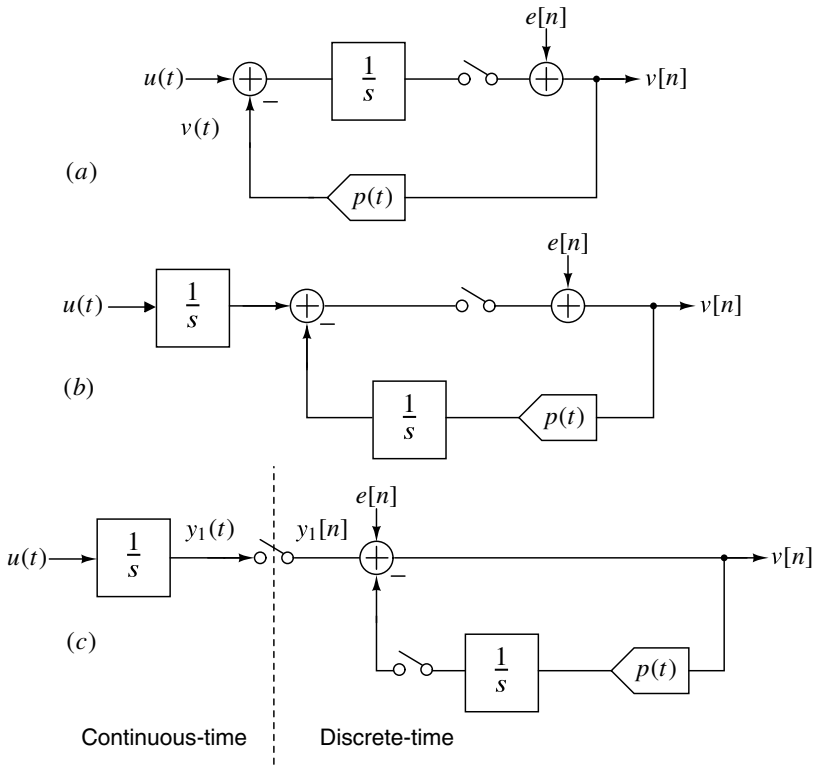 e[n]
u(t)
1
s
v[n]
−
v(t)
(a)
p(t)
e[n]
u(t)
1
s
v[n]
−
(b)
1
s
p(t)
e[n]
y₁(t)
y₁[n]
u(t)
1
s
v[n]
−
(c)
1
s
p(t)
Continuous-time
Discrete-time